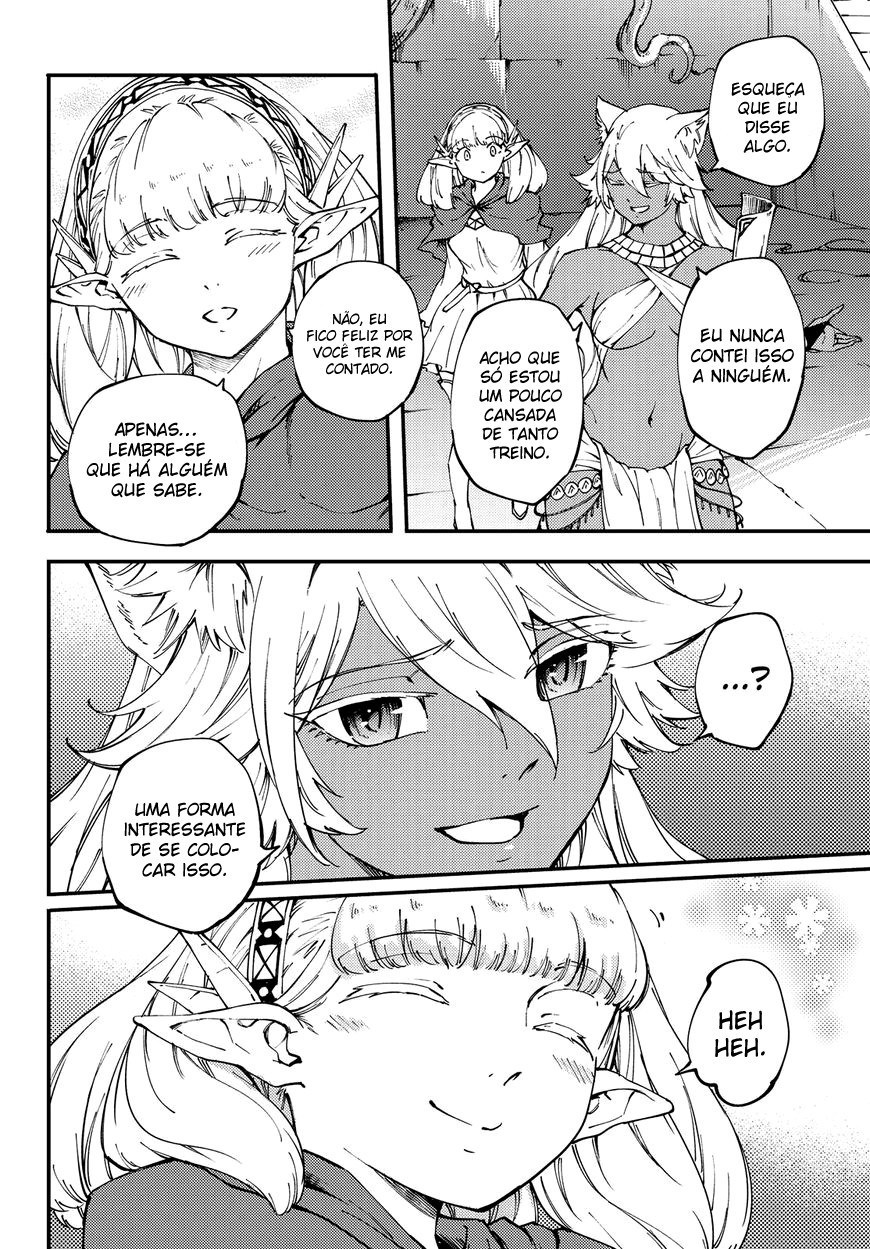 ESQUEÇA
QUE EU
DISSE
ALGO.
EU NUNCA
CONTEI ISSO
A NINGUÉM.
ACHO QUE
SÓ ESTOU
UM POUCO
CANSADA
DE TANTO
TREINO.
NÃO, EU
FICO FELIZ POR
VOCÊ TER ME
CONTADO.
APENAS...
LEMBRE-SE
QUE HÁ ALGUÉM
QUE SABE.
...?
UMA FORMA
INTERESSANTE
DE SE COLO-
CAR ISSO.
HEH
HEH.